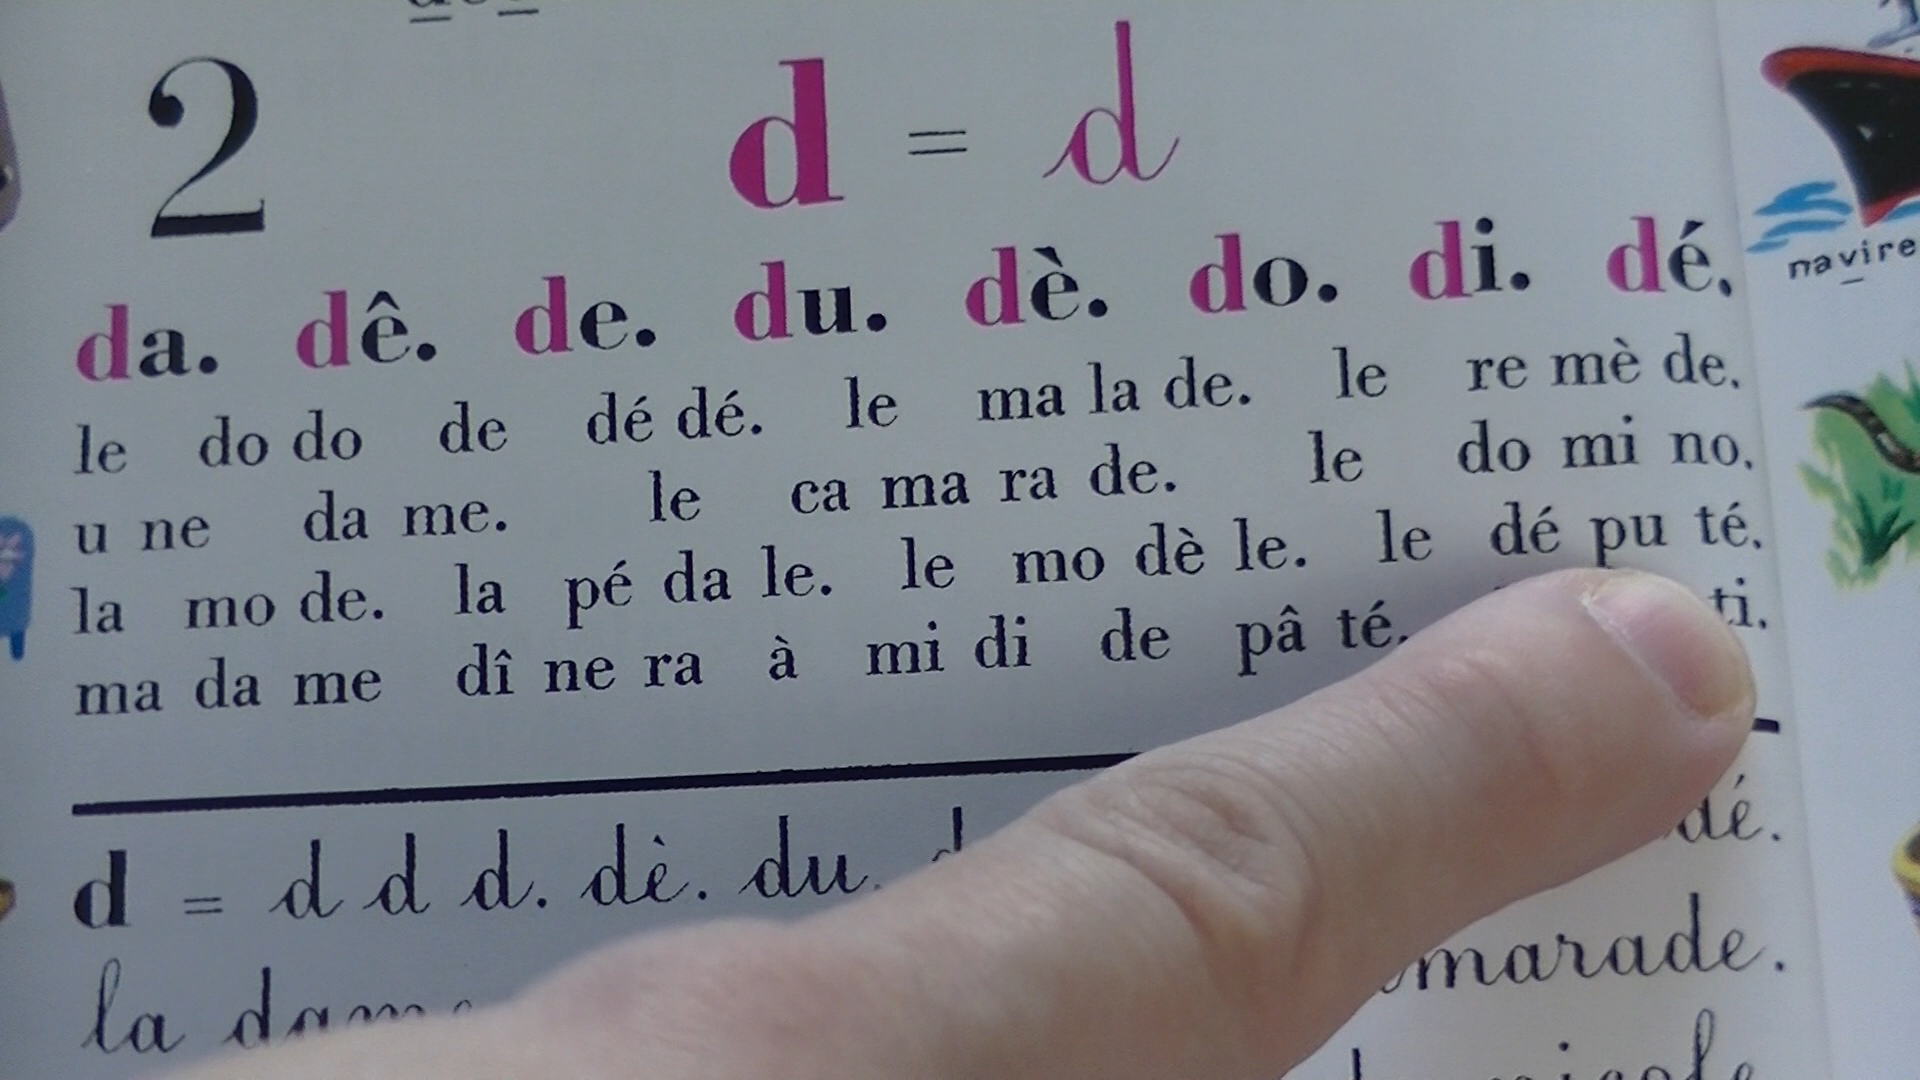 2 d = d
da. dê. de. du. dè. do. di. dé.
le do do de dé dé. le ma la de. le re mè de.
u ne da me. le ca ma ra de. le do mi no.
la mo de. la pé da le. le mo dè le. le dé pu té.
ma da me dî ne ra à mi di de pâ té. ti.
d = d d d. dè. du. dé.
la marade.
navire